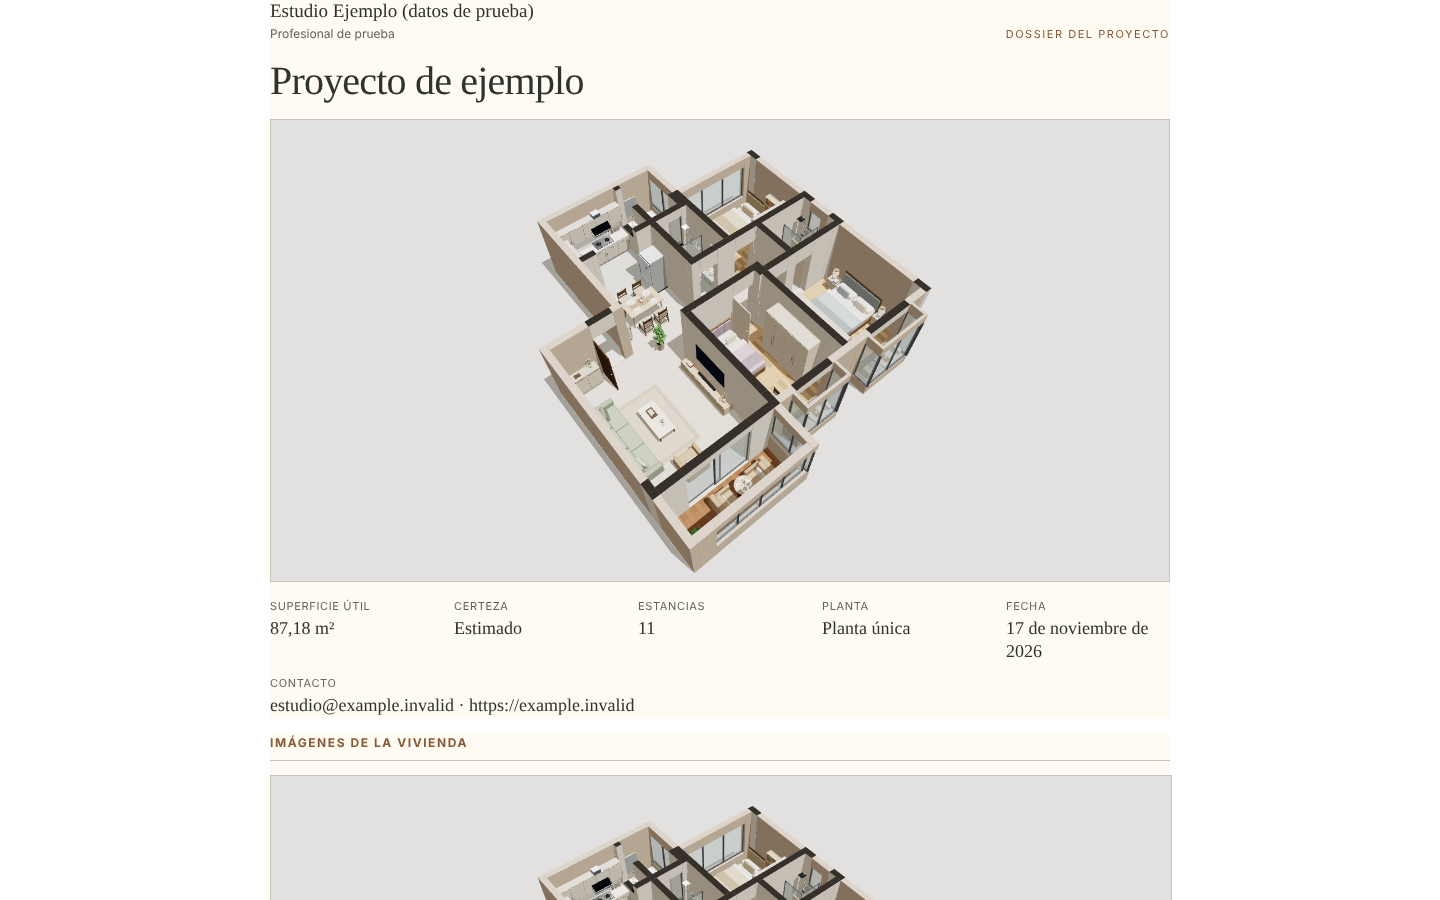 Estudio Ejemplo (datos de prueba)
Profesional de prueba
DOSSIER DEL PROYECTO
Proyecto de ejemplo
SUPERFICIE ÚTIL
87,18 m²
CERTEZA
Estimado
ESTANCIAS
11
PLANTA
Planta única
FECHA
17 de noviembre de
2026
CONTACTO
estudio@example.invalid · https://example.invalid
IMÁGENES DE LA VIVIENDA